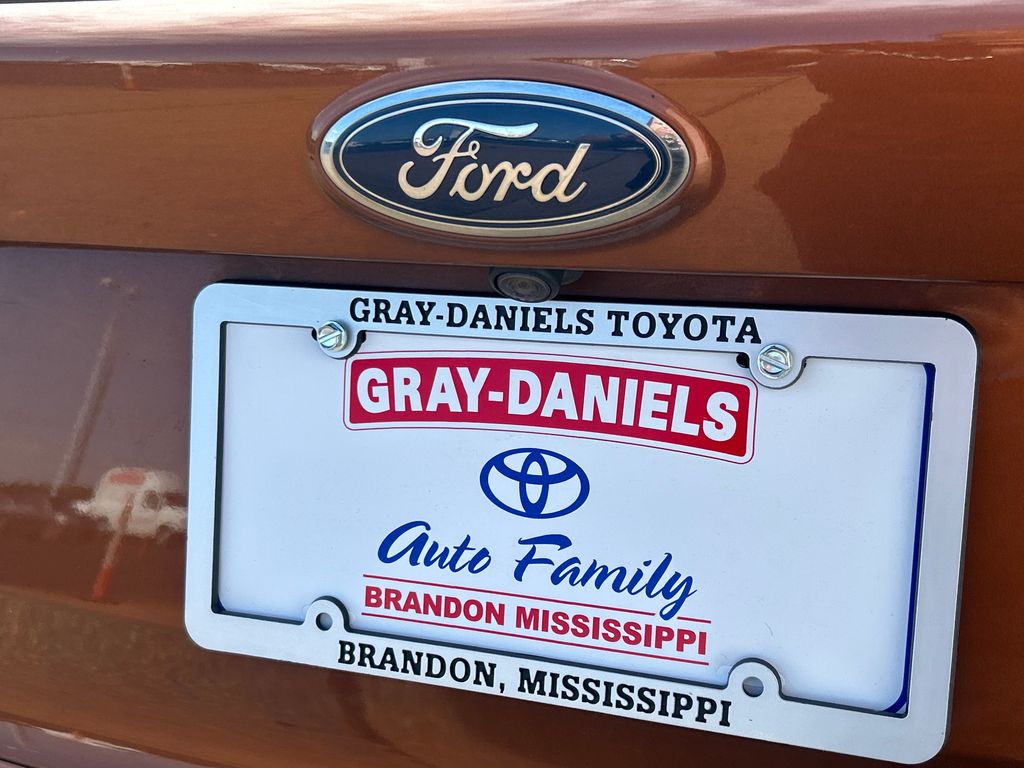 Ford
GRAY-DANIELS TOYOTA
GRAY-DANIELS
Auto Family
BRANDON MISSISSIPPI
BRANDON, MISSISSIPPI